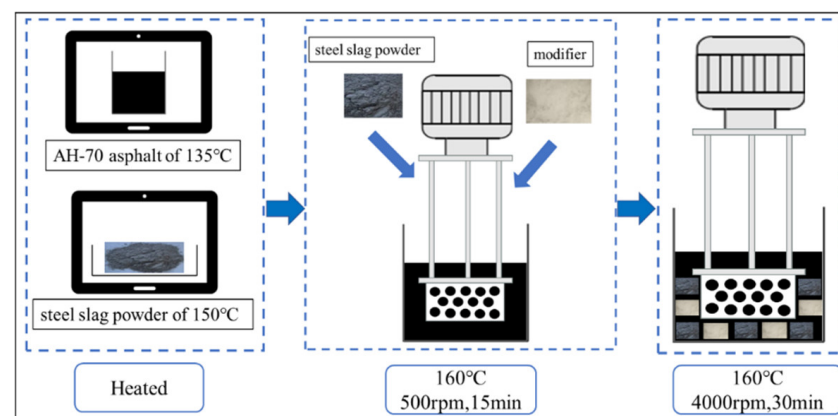 AH-70 asphalt of 135℃
steel slag powder of 150℃
Heated
steel slag powder
modifier
160℃
500rpm,15min
160℃
4000rpm,30min